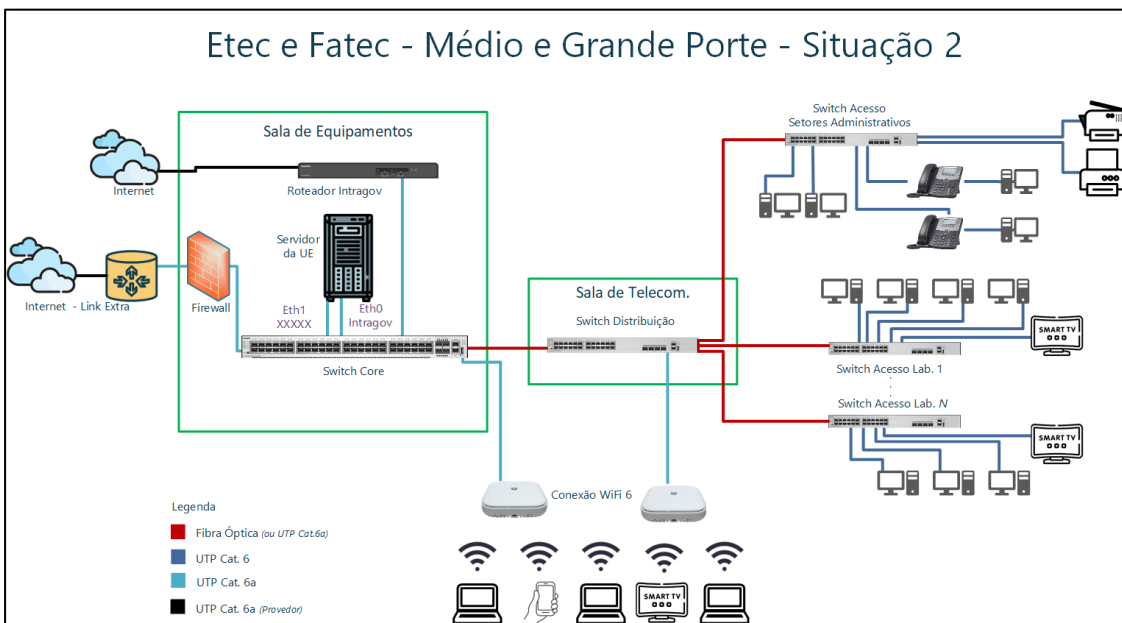 Etec e Fatec - Médio e Grande Porte - Situação 2
Sala de Equipamentos
Internet
Roteador Intragov
Servidor
da UE
Internet - Link Extra
Firewall
Eth1
XXXXX
Eth0
Intragov
Switch Core
Sala de Telecom.
Switch Distribuição
Switch Acesso
Setores Administrativos
SMART TV
Switch Acesso Lab. 1
Switch Acesso Lab. N
SMART TV
Conexão WiFi 6
SMART TV
Legenda
Fibra Óptica (ou UTP Cat.6a)
UTP Cat. 6
UTP Cat. 6a
UTP Cat. 6a (Provedor)